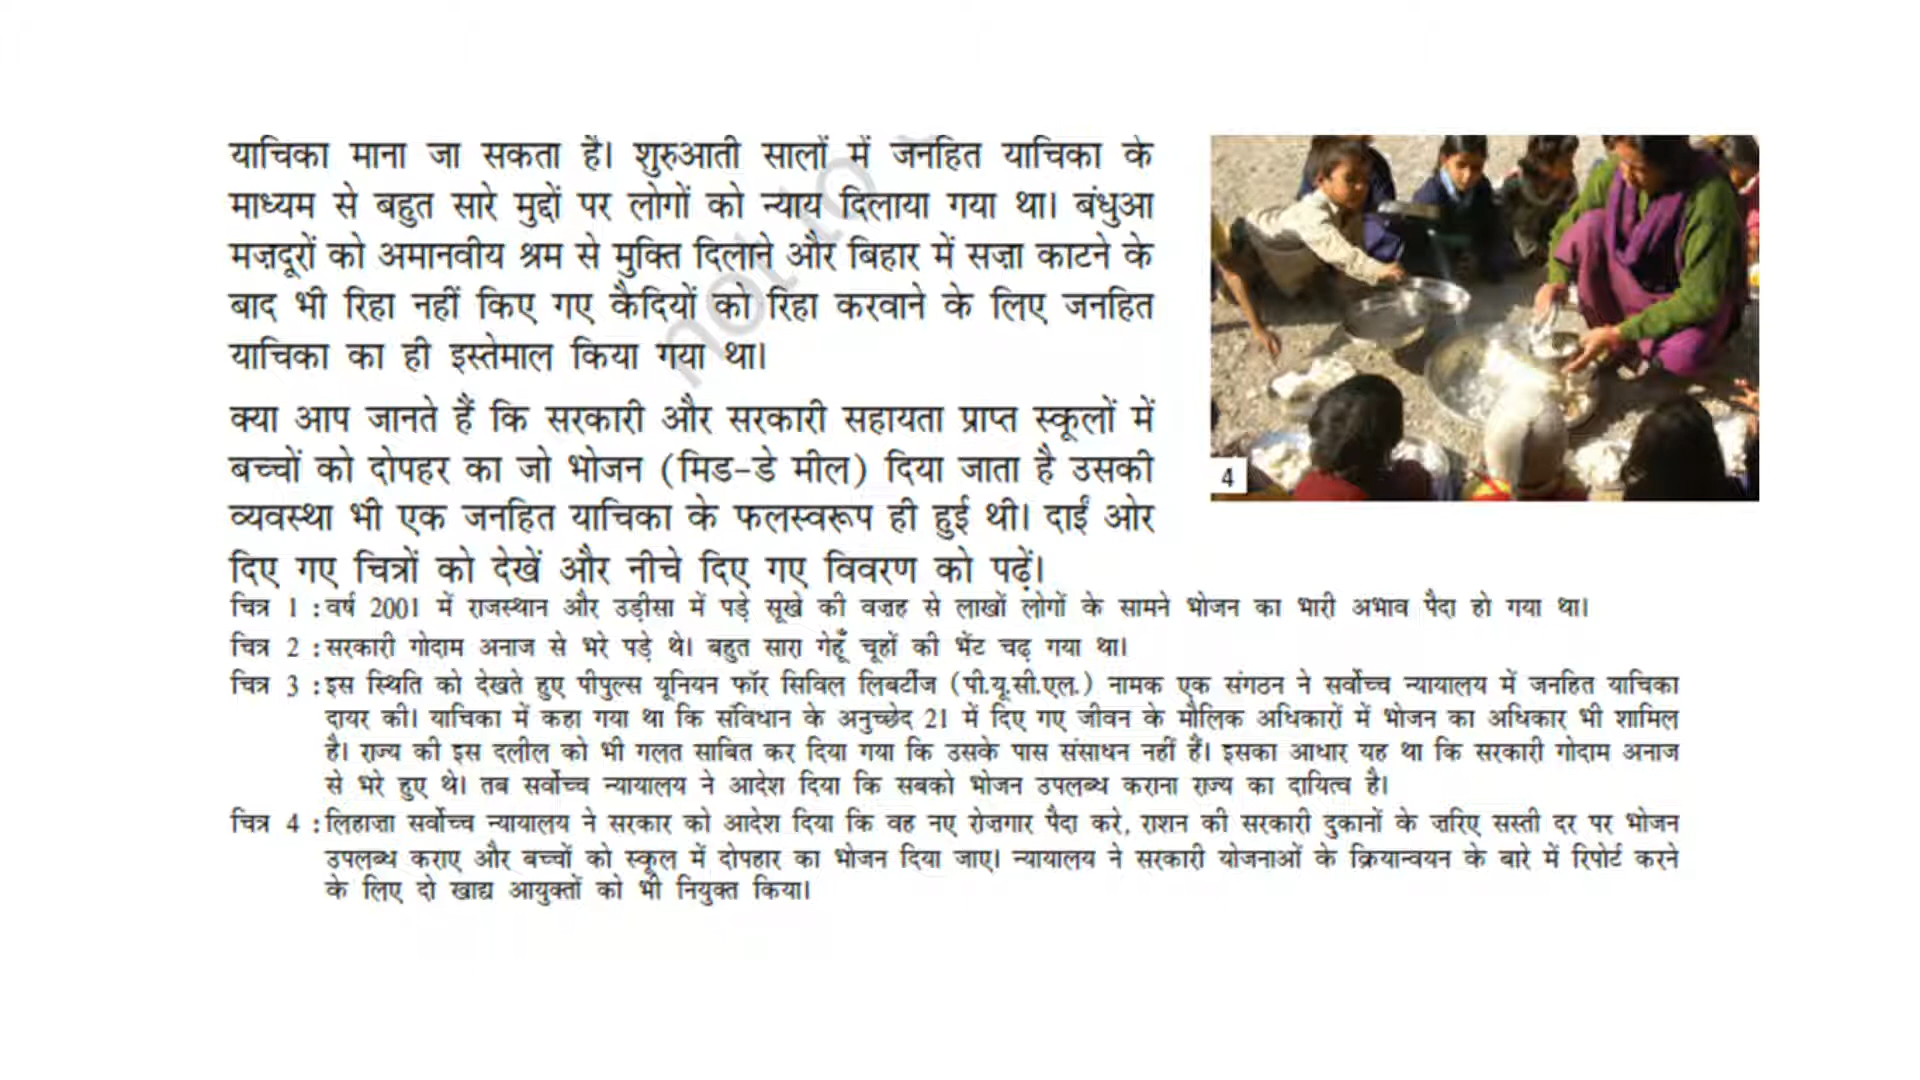 याचिका माना जा सकता है। शुरुआती सालों में जनहित याचिका के
माध्यम से बहुत सारे मुद्दों पर लोगों को न्याय दिलाया गया था। बंधुआ
मज़दूरों को अमानवीय श्रम से मुक्ति दिलाने और बिहार में सज़ा काटने के
बाद भी रिहा नहीं किए गए कैदियों को रिहा करवाने के लिए जनहित
याचिका का ही इस्तेमाल किया गया था।
क्या आप जानते हैं कि सरकारी और सरकारी सहायता प्राप्त स्कूलों में
बच्चों को दोपहर का जो भोजन (मिड-डे मील) दिया जाता है उसकी
व्यवस्था भी एक जनहित याचिका के फलस्वरूप ही हुई थी। दाईं ओर
दिए गए चित्रों को देखें और नीचे दिए गए विवरण को पढ़ें।
4
चित्र 1 : वर्ष 2001 में राजस्थान और उड़ीसा में पड़े सूखे की वज़ह से लाखों लोगों के सामने भोजन का भारी अभाव पैदा हो गया था।
चित्र 2 : सरकारी गोदाम अनाज से भरे पड़े थे। बहुत सारा गेहूँ चूहों की भेंट चढ़ गया था।
चित्र 3 : इस स्थिति को देखते हुए पीपुल्स यूनियन फॉर सिविल लिबर्टीज (पी.यू.सी.एल.) नामक एक संगठन ने सर्वोच्च न्यायालय में जनहित याचिका
दायर की। याचिका में कहा गया था कि संविधान के अनुच्छेद 21 में दिए गए जीवन के मौलिक अधिकारों में भोजन का अधिकार भी शामिल
है। राज्य की इस दलील को भी गलत साबित कर दिया गया कि उसके पास संसाधन नहीं हैं। इसका आधार यह था कि सरकारी गोदाम अनाज
से भरे हुए थे। तब सर्वोच्च न्यायालय ने आदेश दिया कि सबको भोजन उपलब्ध कराना राज्य का दायित्व है।
चित्र 4 : लिहाज़ा सर्वोच्च न्यायालय ने सरकार को आदेश दिया कि वह नए रोज़गार पैदा करे, राशन की सरकारी दुकानों के ज़रिए सस्ती दर पर भोजन
उपलब्ध कराए और बच्चों को स्कूल में दोपहार का भोजन दिया जाए। न्यायालय ने सरकारी योजनाओं के क्रियान्वयन के बारे में रिपोर्ट करने
के लिए दो खाद्य आयुक्तों को भी नियुक्त किया।
not to